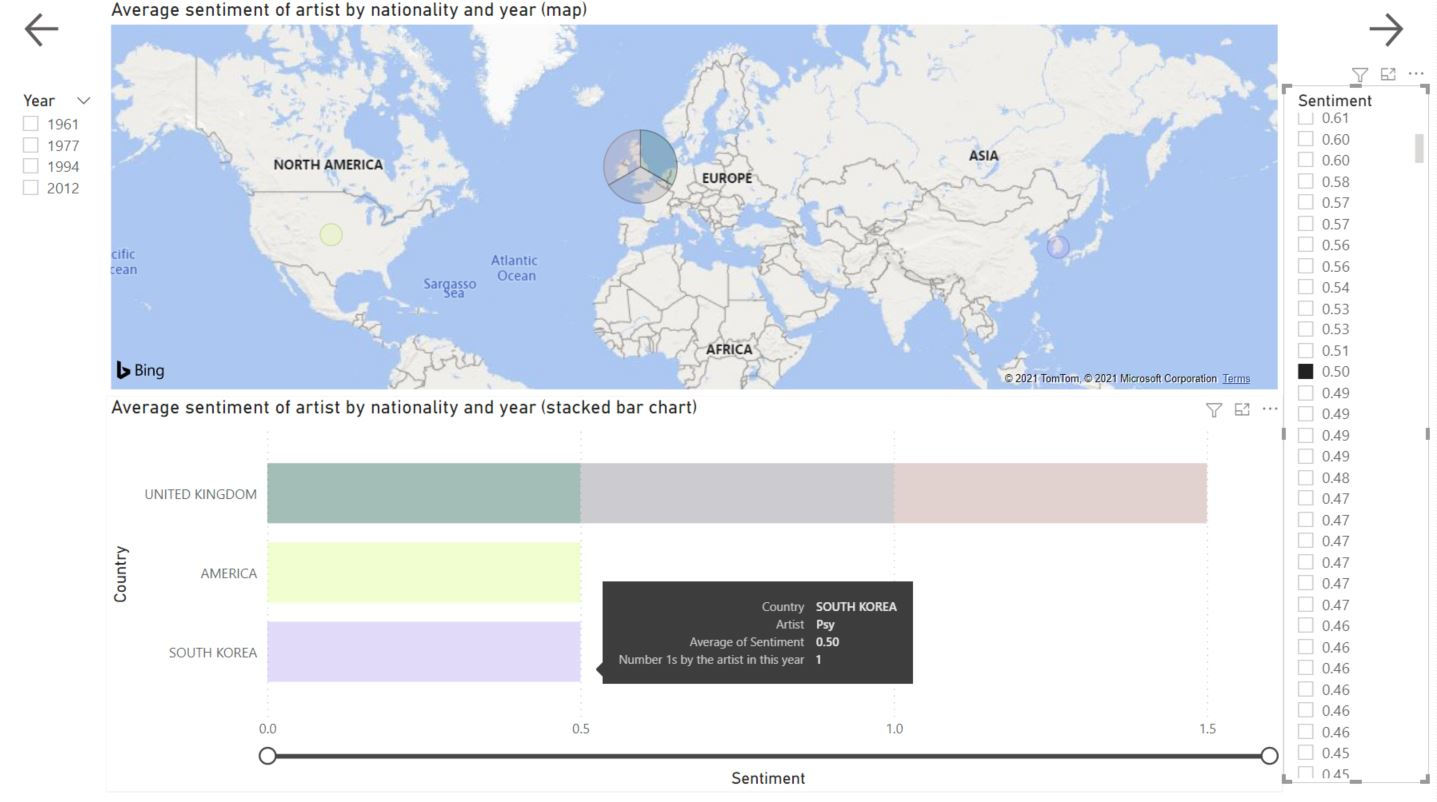 Average sentiment of artist by nationality and year (map)
Year
1961
1977
1994
2012
NORTH AMERICA
EUROPE
ASIA
AFRICA
cific
cean
Atlantic
Ocean
Sargasso
Sea
Bing
© 2021 TomTom, © 2021 Microsoft Corporation Terms
Average sentiment of artist by nationality and year (stacked bar chart)
Country
UNITED KINGDOM
AMERICA
SOUTH KOREA
Country SOUTH KOREA
Artist Psy
Average of Sentiment 0.50
Number 1s by the artist in this year 1
0.0 0.5 1.0 1.5
Sentiment
Sentiment
0.61
0.60
0.60
0.58
0.57
0.57
0.56
0.56
0.54
0.53
0.53
0.51
0.50
0.49
0.49
0.49
0.49
0.48
0.47
0.47
0.47
0.47
0.47
0.47
0.46
0.46
0.46
0.46
0.46
0.46
0.45
0.45